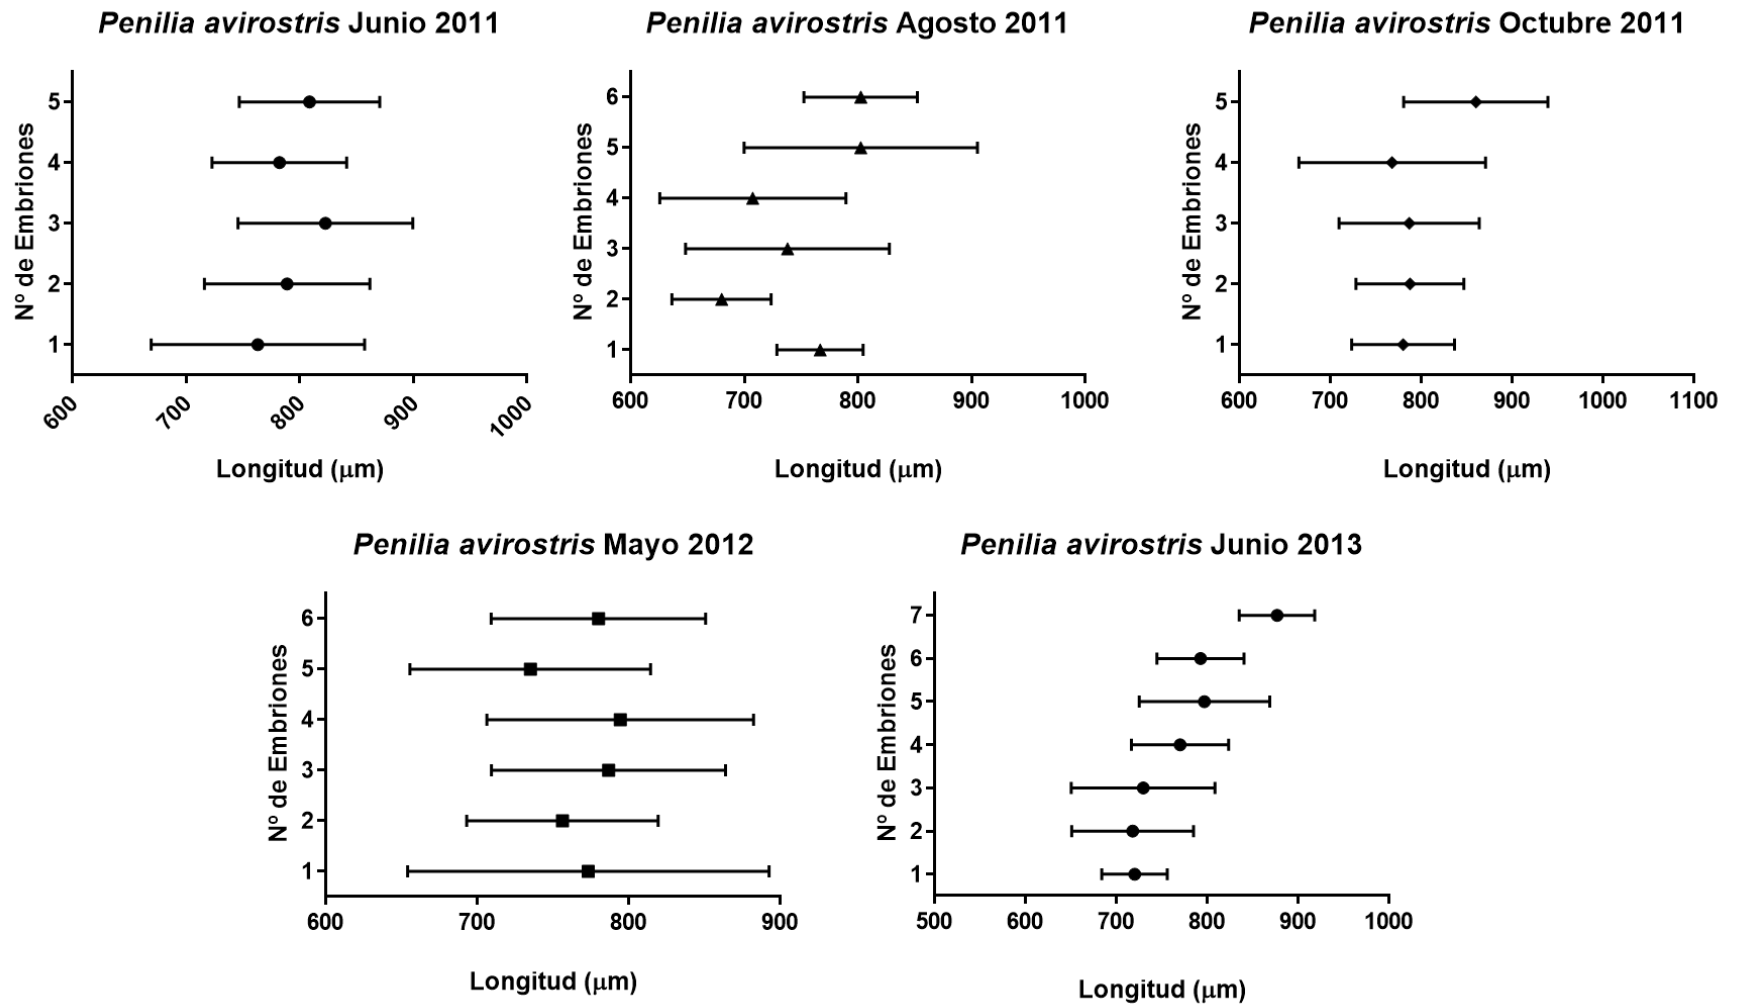 Penilia avirostris Junio 2011
Nº de Embriones
5
4
3
2
1
600 700 800 900 1000
Longitud (μm)
Penilia avirostris Agosto 2011
Nº de Embriones
6
5
4
3
2
1
600 700 800 900 1000
Longitud (μm)
Penilia avirostris Octubre 2011
Nº de Embriones
5
4
3
2
1
600 700 800 900 1000 1100
Longitud (μm)
Penilia avirostris Mayo 2012
Nº de Embriones
6
5
4
3
2
1
600 700 800 900
Longitud (μm)
Penilia avirostris Junio 2013
Nº de Embriones
7
6
5
4
3
2
1
500 600 700 800 900 1000
Longitud (μm)